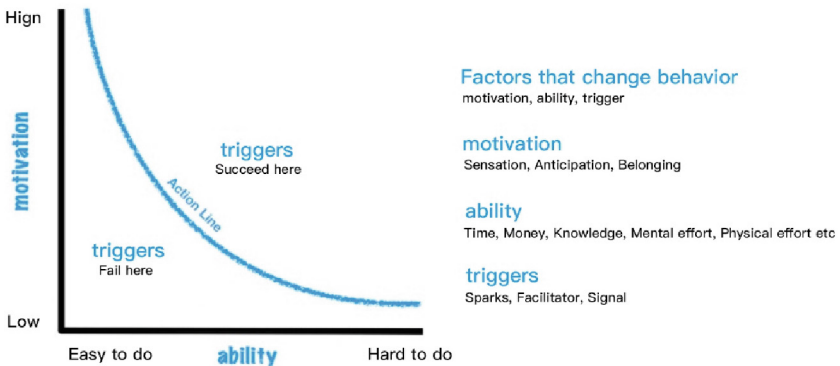 Hign
motivation
Low
triggers
Succeed here
Action Line
triggers
Fail here
Easy to do
ability
Hard to do
Factors that change behavior
motivation, ability, trigger
motivation
Sensation, Anticipation, Belonging
ability
Time, Money, Knowledge, Mental effort, Physical effort etc
triggers
Sparks, Facilitator, Signal